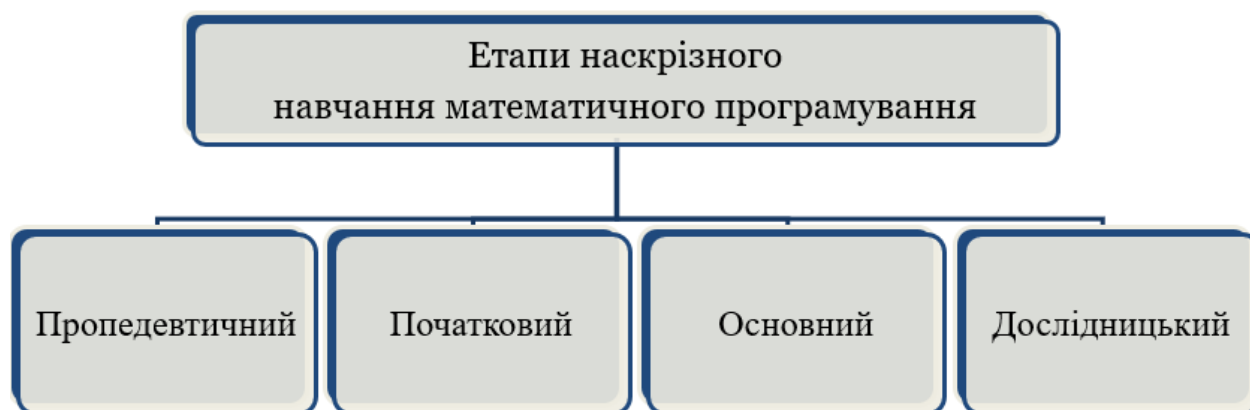 Етапи наскрізного
навчання математичного програмування
Пропедевтичний
Початковий
Основний
Дослідницький